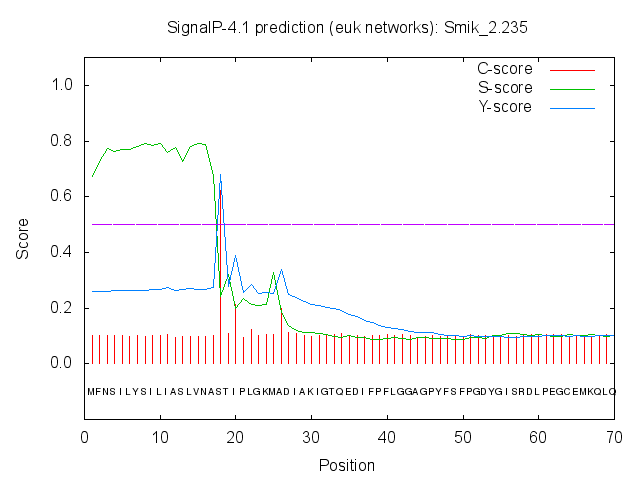 SignalP-4.1 prediction (euk networks): Smik_2.235
C-score
S-score
Y-score
1.0
0.8
0.6
0.4
0.2
0.0
Score
MFNSILYSILIASLVNASTIPLGKMADIAKIGTQEDIFPFLGGAGPYFSFPGDYGISRDLPEGCEMKQLQ
0 10 20 30 40 50 60 70
Position